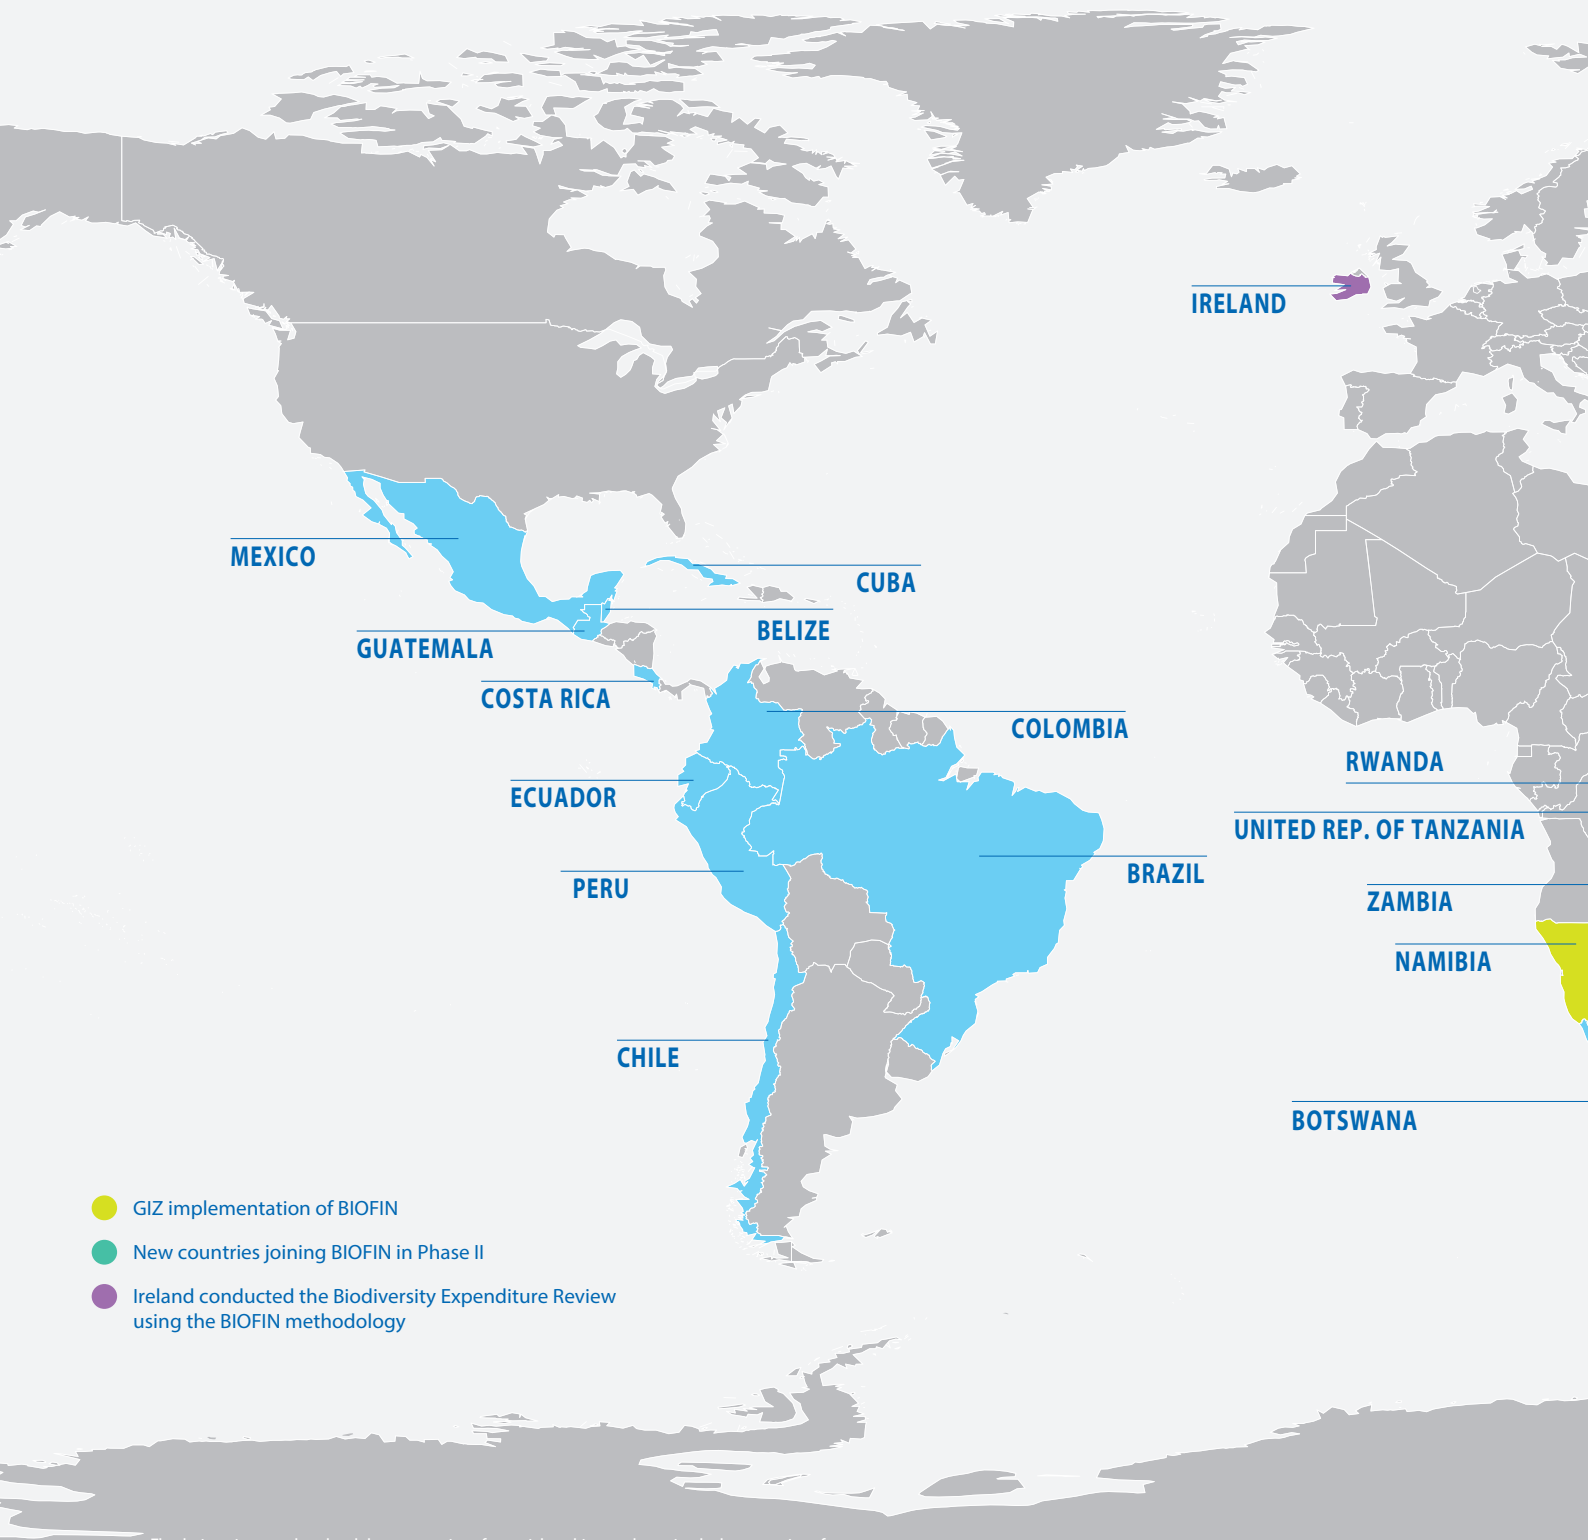 IRELAND
MEXICO
CUBA
BELIZE
GUATEMALA
COSTA RICA
COLOMBIA
RWANDA
ECUADOR
UNITED REP. OF TANZANIA
PERU
BRAZIL
ZAMBIA
NAMIBIA
CHILE
BOTSWANA
GIZ implementation of BIOFIN
New countries joining BIOFIN in Phase II
Ireland conducted the Biodiversity Expenditure Review
using the BIOFIN methodology